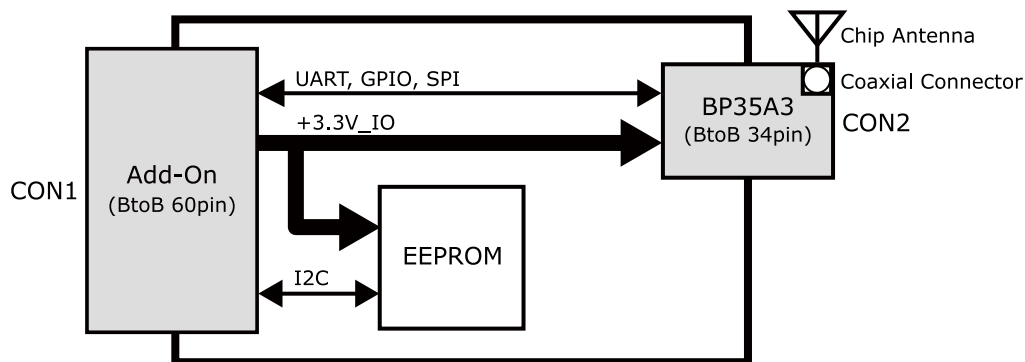 Chip Antenna
UART, GPIO, SPI
Coaxial Connector
BP35A3
(BtoB 34pin)
CON2
+3.3V_IO
CON1
Add-On
(BtoB 60pin)
EEPROM
I2C